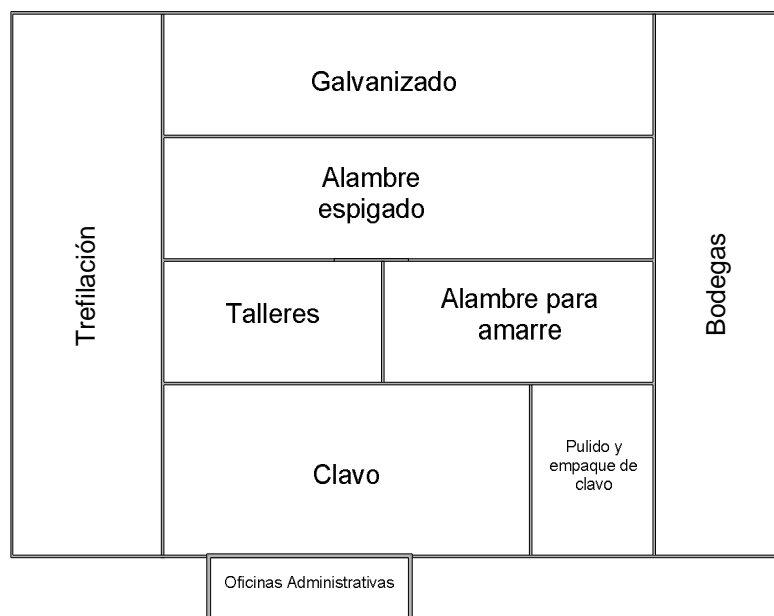 Galvanizado
Alambre
espigado
Trefilación
Talleres
Alambre para
amarre
Bodegas
Clavo
Pulido y
empaque de
clavo
Oficinas Administrativas